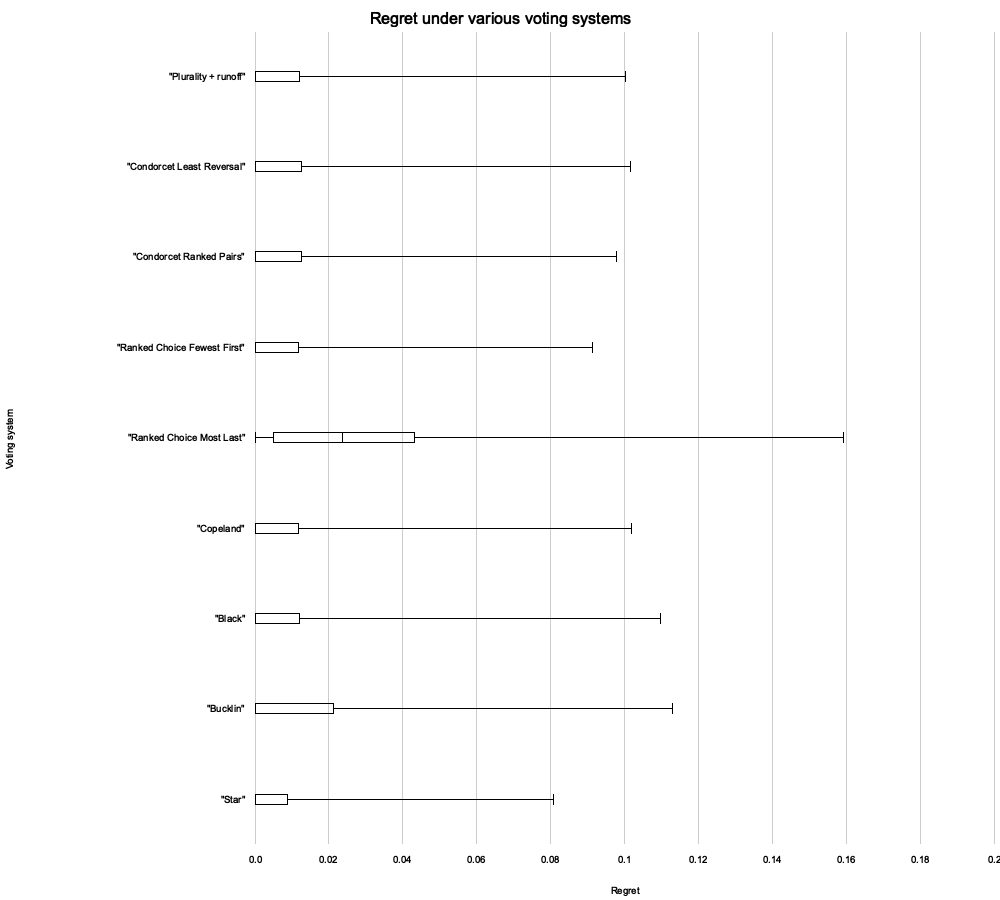 Regret under various voting systems
"Plurality + runoff"
"Condorcet Least Reversal"
"Condorcet Ranked Pairs"
"Ranked Choice Fewest First"
"Ranked Choice Most Last"
Voting system
"Copeland"
"Black"
"Bucklin"
"Star"
0.0 0.02 0.04 0.06 0.08 0.1 0.12 0.14 0.16 0.18 0.2
Regret